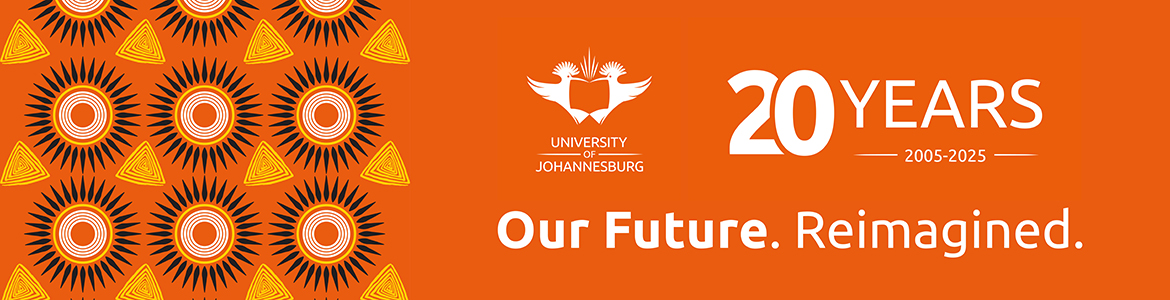 UNIVERSITY
OF
JOHANNESBURG
20 YEARS
2005-2025
Our Future. Reimagined.